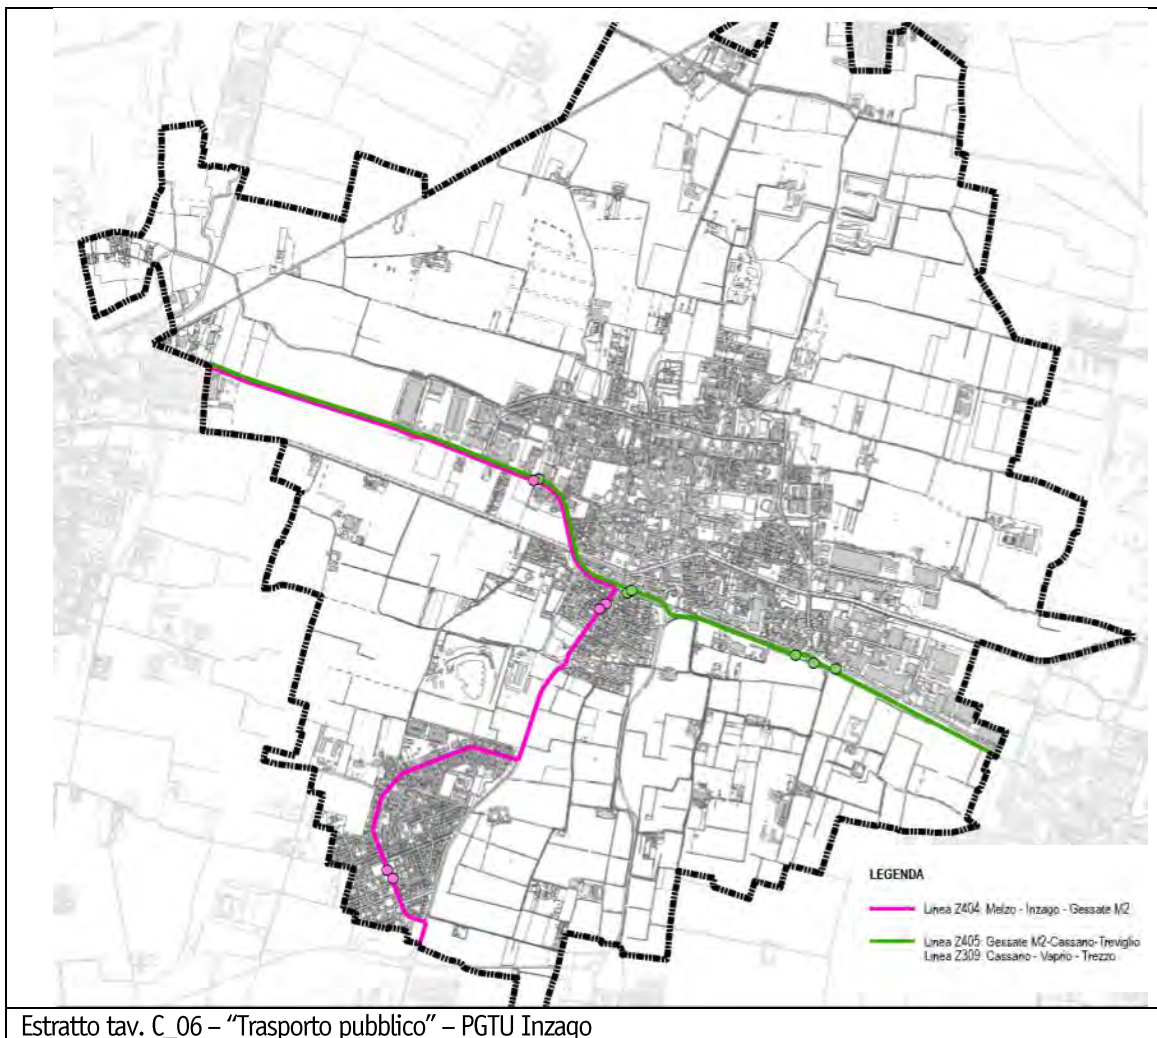 LEGENDA
Linea Z404: Melzo - Inzago - Gessate M2
Linea Z405: Gessate M2-Cassano-Treviglio
Linea Z309: Cassano - Vaprio - Trezzo
Estratto tav. C_06 – “Trasporto pubblico” – PGTU Inzago